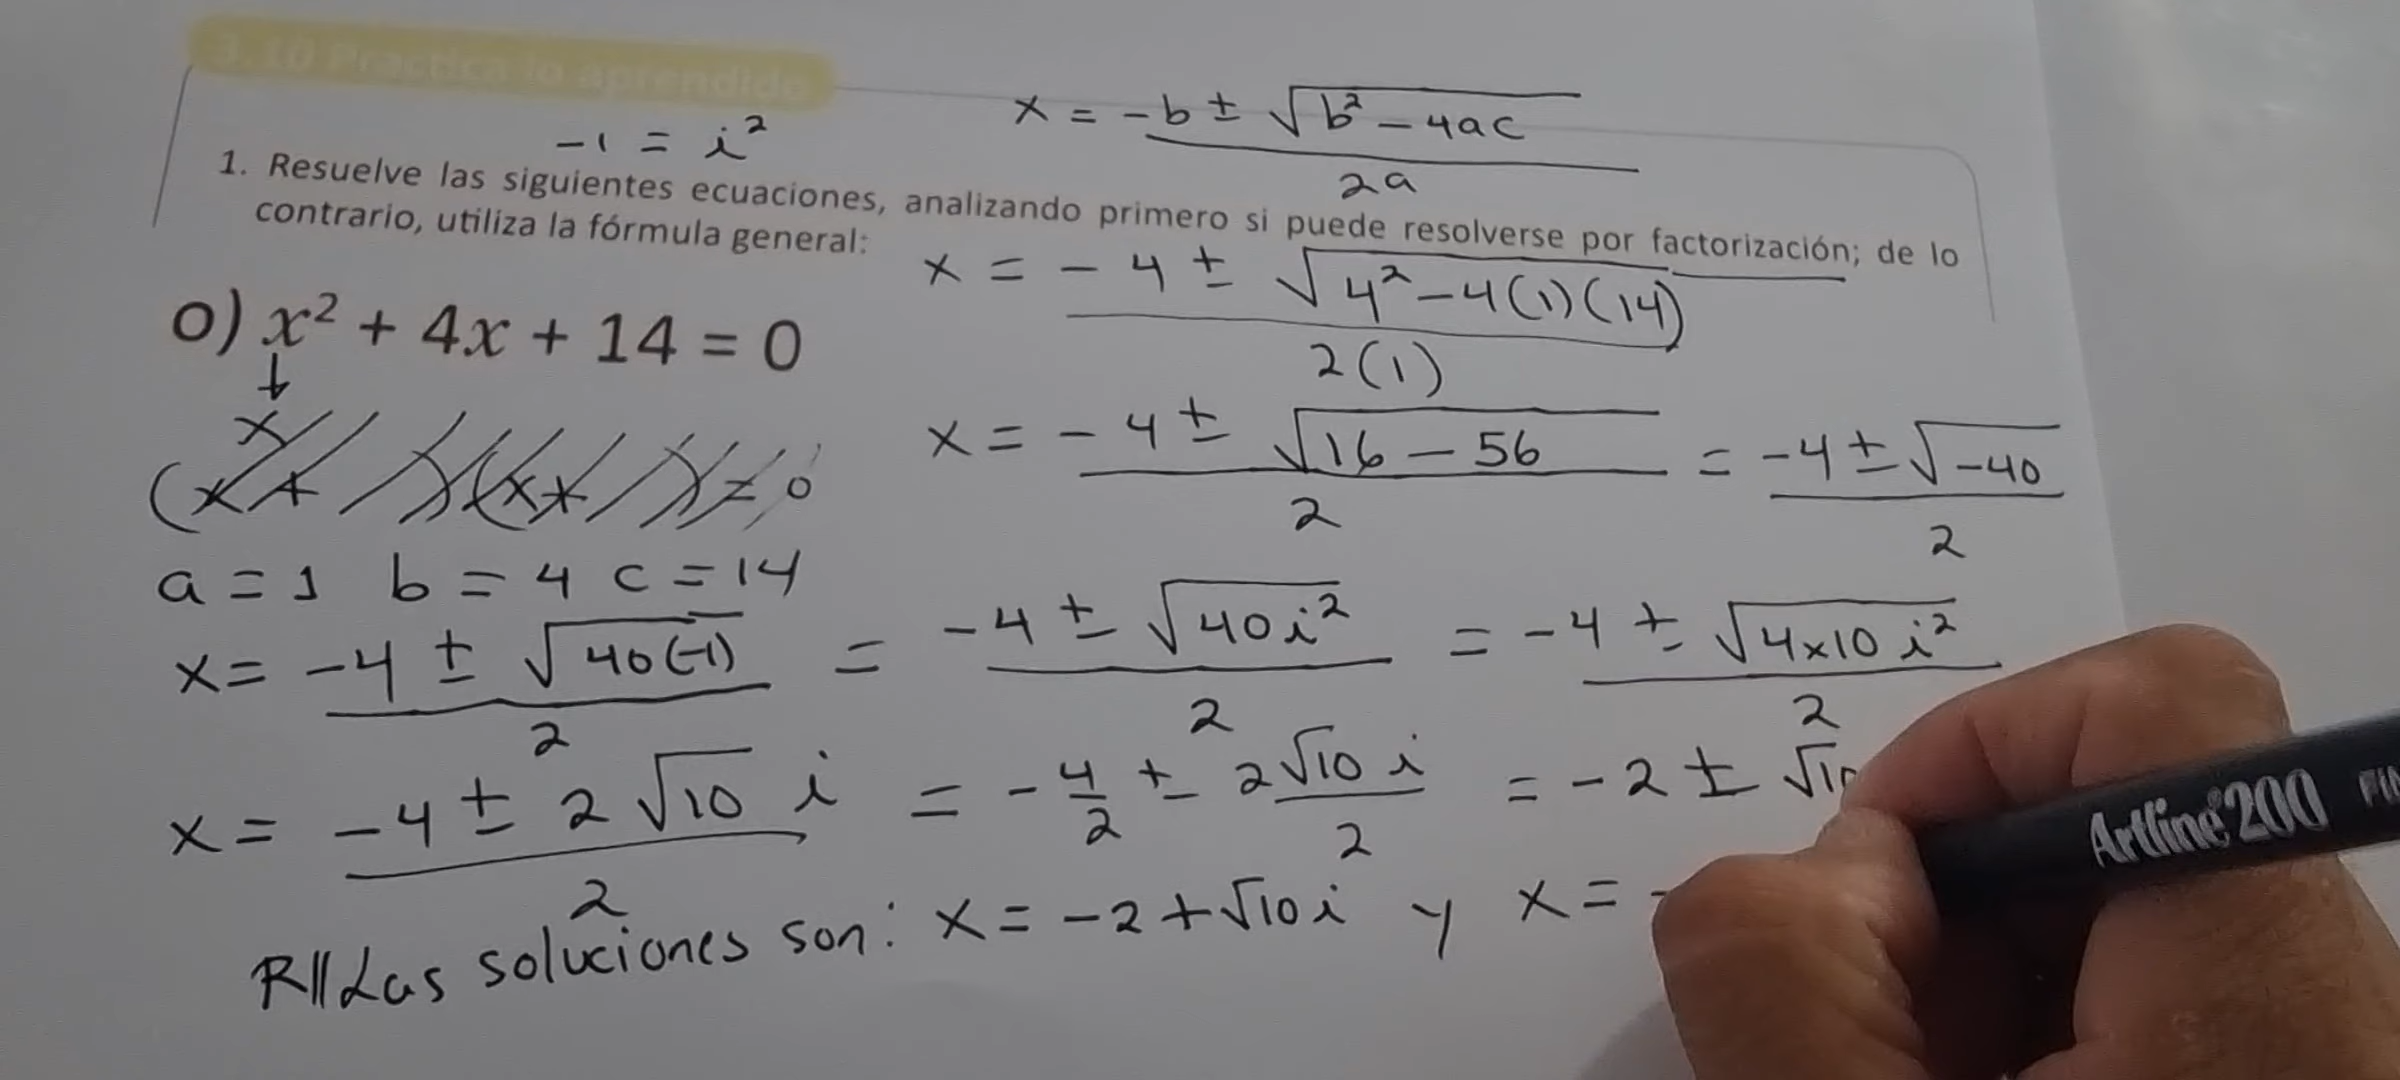 3.10 Practica lo aprendido
-1 = i²
x = -b ± √(b² - 4ac) / 2a
1. Resuelve las siguientes ecuaciones, analizando primero si puede resolverse por factorización; de lo
contrario, utiliza la fórmula general:
x = -4 ± √(4² - 4(1)(14)) / 2(1)
o) x² + 4x + 14 = 0
x
(x + )(x + ) = 0
x = -4 ± √(16 - 56) / 2 = -4 ± √-40 / 2
a = 1 b = 4 c = 14
x = -4 ± √(40(-1)) / 2 = -4 ± √(40i²) / 2 = -4 ± √(4x10 i²) / 2
x = -4 ± 2√10 i / 2 = -4/2 ± 2√10 i / 2 = -2 ± √10
R// Las soluciones son: x = -2 + √10 i y x = -
Artline 200